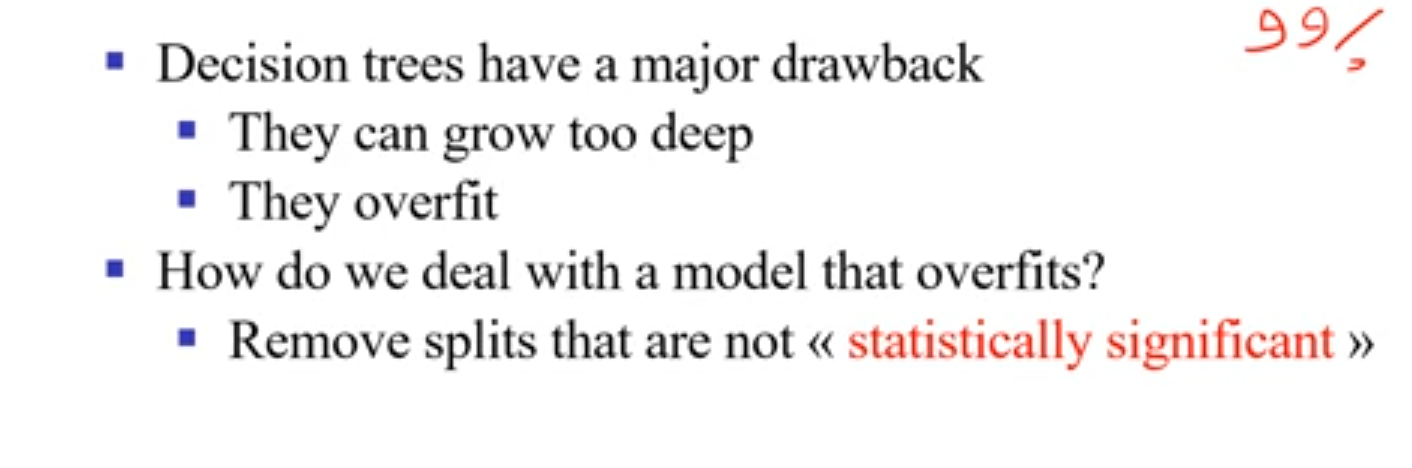 99%
Decision trees have a major drawback
They can grow too deep
They overfit
How do we deal with a model that overfits?
Remove splits that are not « statistically significant »